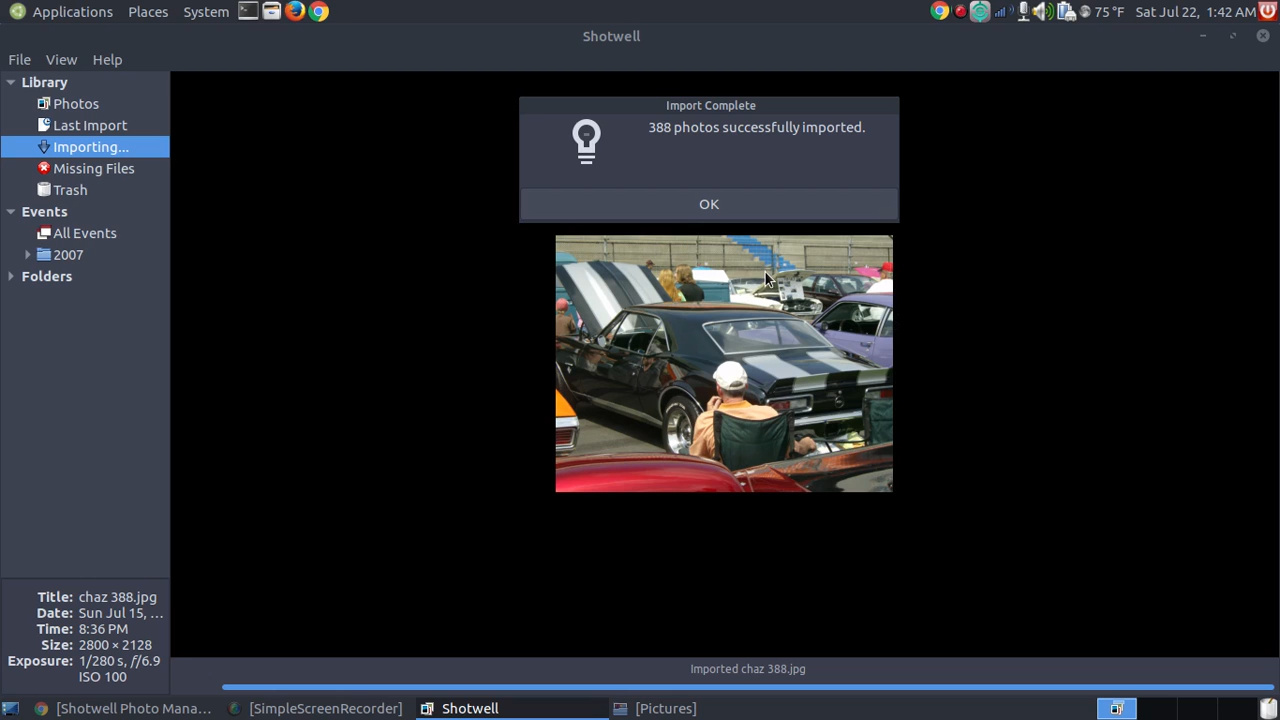 Applications Places System
75 °F Sat Jul 22, 1:42 AM
Shotwell
File View Help
Library
Photos
Last Import
Importing...
Missing Files
Trash
Events
All Events
2007
Folders
Import Complete
388 photos successfully imported.
OK
Title: chaz 388.jpg
Date: Sun Jul 15, ...
Time: 8:36 PM
Size: 2800 × 2128
Exposure: 1/280 s, f/6.9
ISO 100
Imported chaz 388.jpg
[Shotwell Photo Mana... [SimpleScreenRecorder] Shotwell [Pictures]